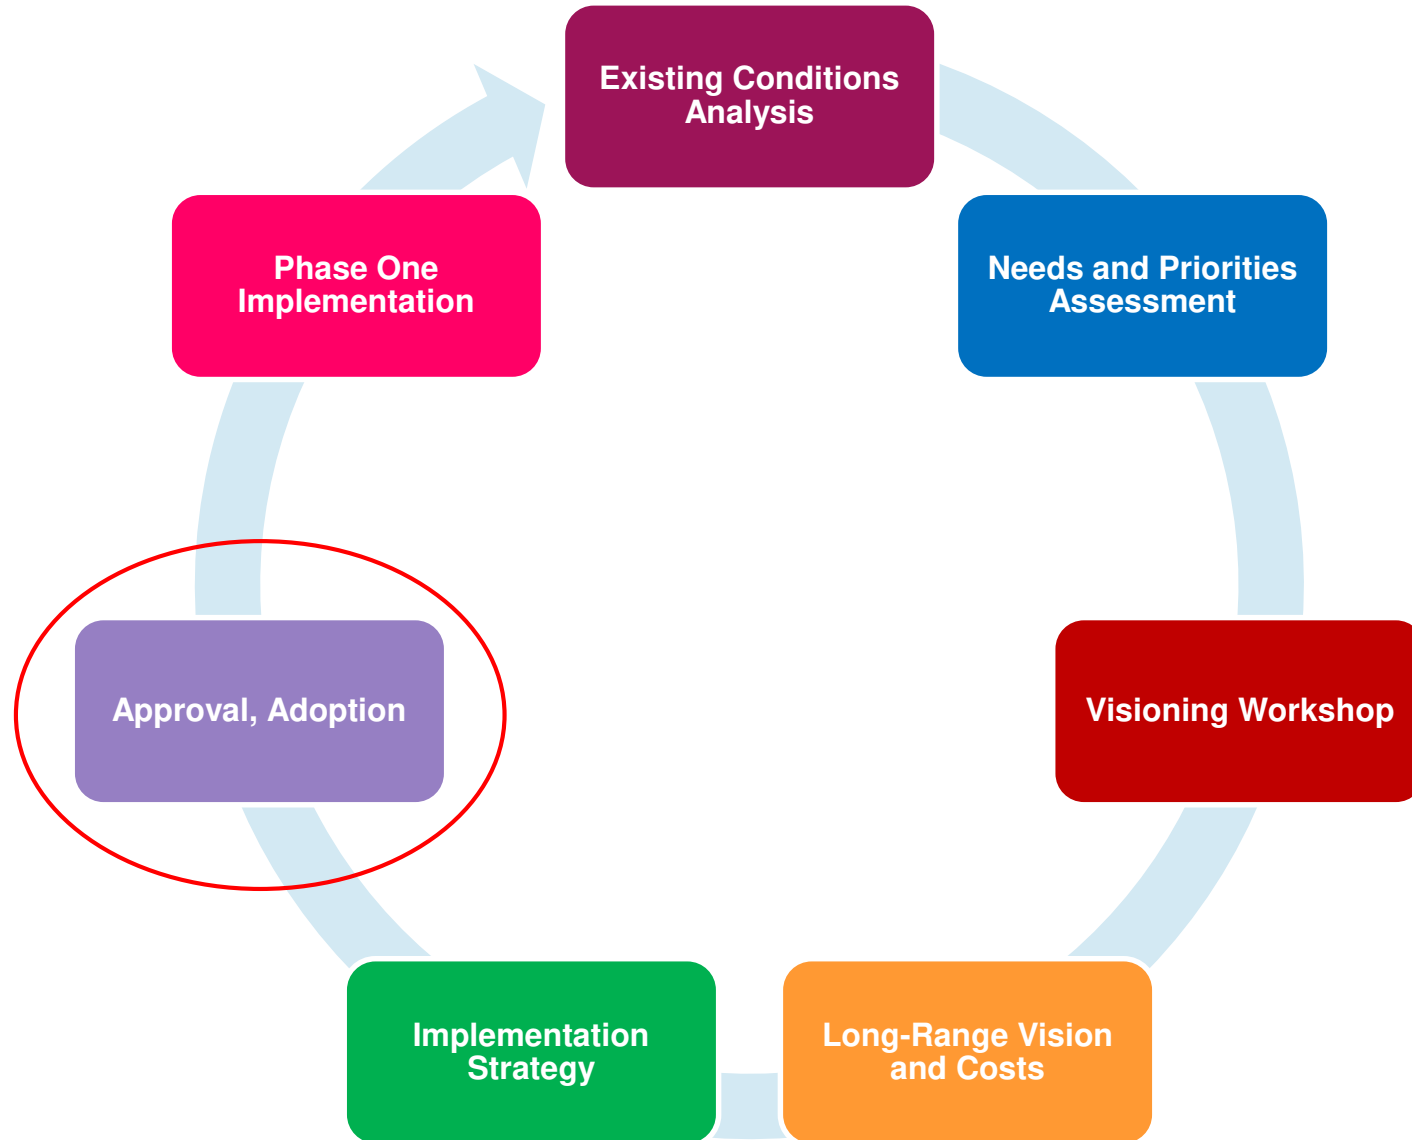 Existing Conditions
Analysis
Needs and Priorities
Assessment
Visioning Workshop
Long-Range Vision
and Costs
Implementation
Strategy
Approval, Adoption
Phase One
Implementation